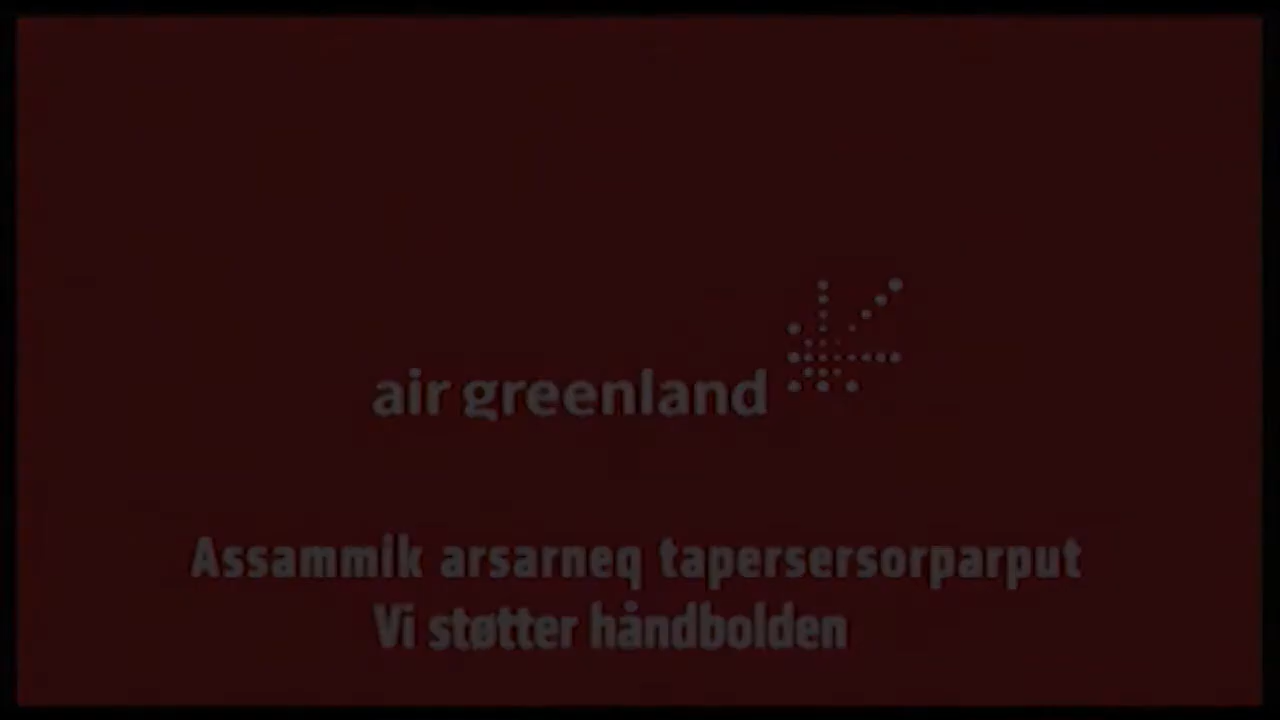 air greenland
Assammik arsarneq tapersersorparput
Vi støtter håndbolden